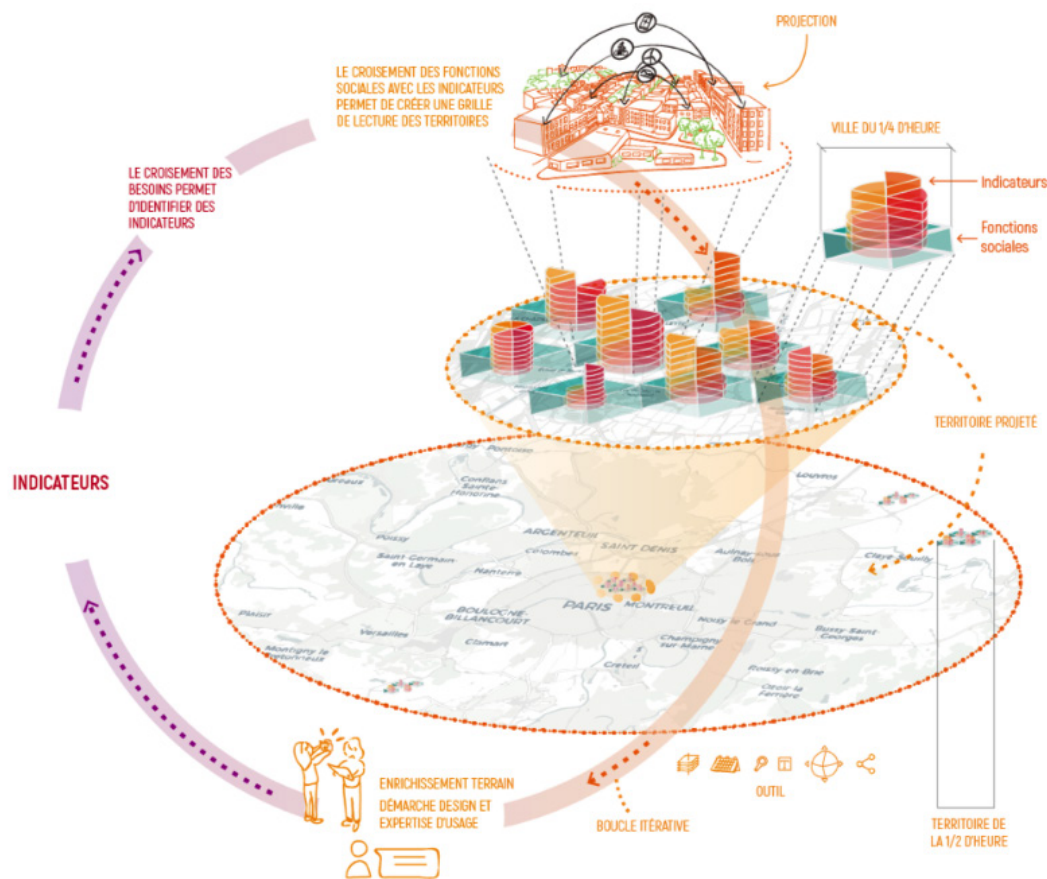 PROJECTION
LE CROISEMENT DES FONCTIONS
SOCIALES AVEC LES INDICATEURS
PERMET DE CRÉER UNE GRILLE
DE LECTURE DES TERRITOIRES
VILLE DU 1/4 D'HEURE
LE CROISEMENT DES
BESOINS PERMET
D'IDENTIFIER DES
INDICATEURS
Indicateurs
Fonctions
sociales
TERRITOIRE PROJETÉ
INDICATEURS
Pontoise
Louvres
Conflans
Sainte-
Honorine
Poissy
ARGENTEUIL
SAINT DENIS
Saint Germain
en Laye
Colombes
Aulnay-sous
Bois
Claye-Souilly
Nanterre
PARIS
MONTREUIL
Plaisir
BOULOGNE-
BILLANCOURT
Noisy le Grand
Bussy-Saint-
Georges
Versailles
Clamart
Champigny
sur-Marne
Montigny le
Bretonneux
Créteil
Roissy-en-Brie
Ozoir-la
Ferrière
ENRICHISSEMENT TERRAIN
DÉMARCHE DESIGN ET
EXPERTISE D'USAGE
BOUCLE ITÉRATIVE
OUTIL
TERRITOIRE DE
LA 1/2 D'HEURE